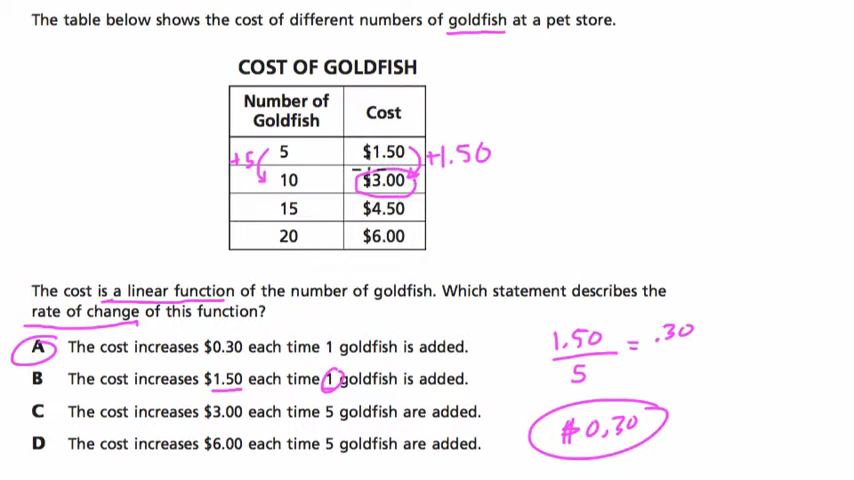 The table below shows the cost of different numbers of goldfish at a pet store.
COST OF GOLDFISH
Number of Goldfish Cost
+5 5 $1.50 +1.50
10 $3.00
15 $4.50
20 $6.00
The cost is a linear function of the number of goldfish. Which statement describes the
rate of change of this function?
A The cost increases $0.30 each time 1 goldfish is added.
B The cost increases $1.50 each time 1 goldfish is added.
C The cost increases $3.00 each time 5 goldfish are added.
D The cost increases $6.00 each time 5 goldfish are added.
1.50 = .30
5
$0.30